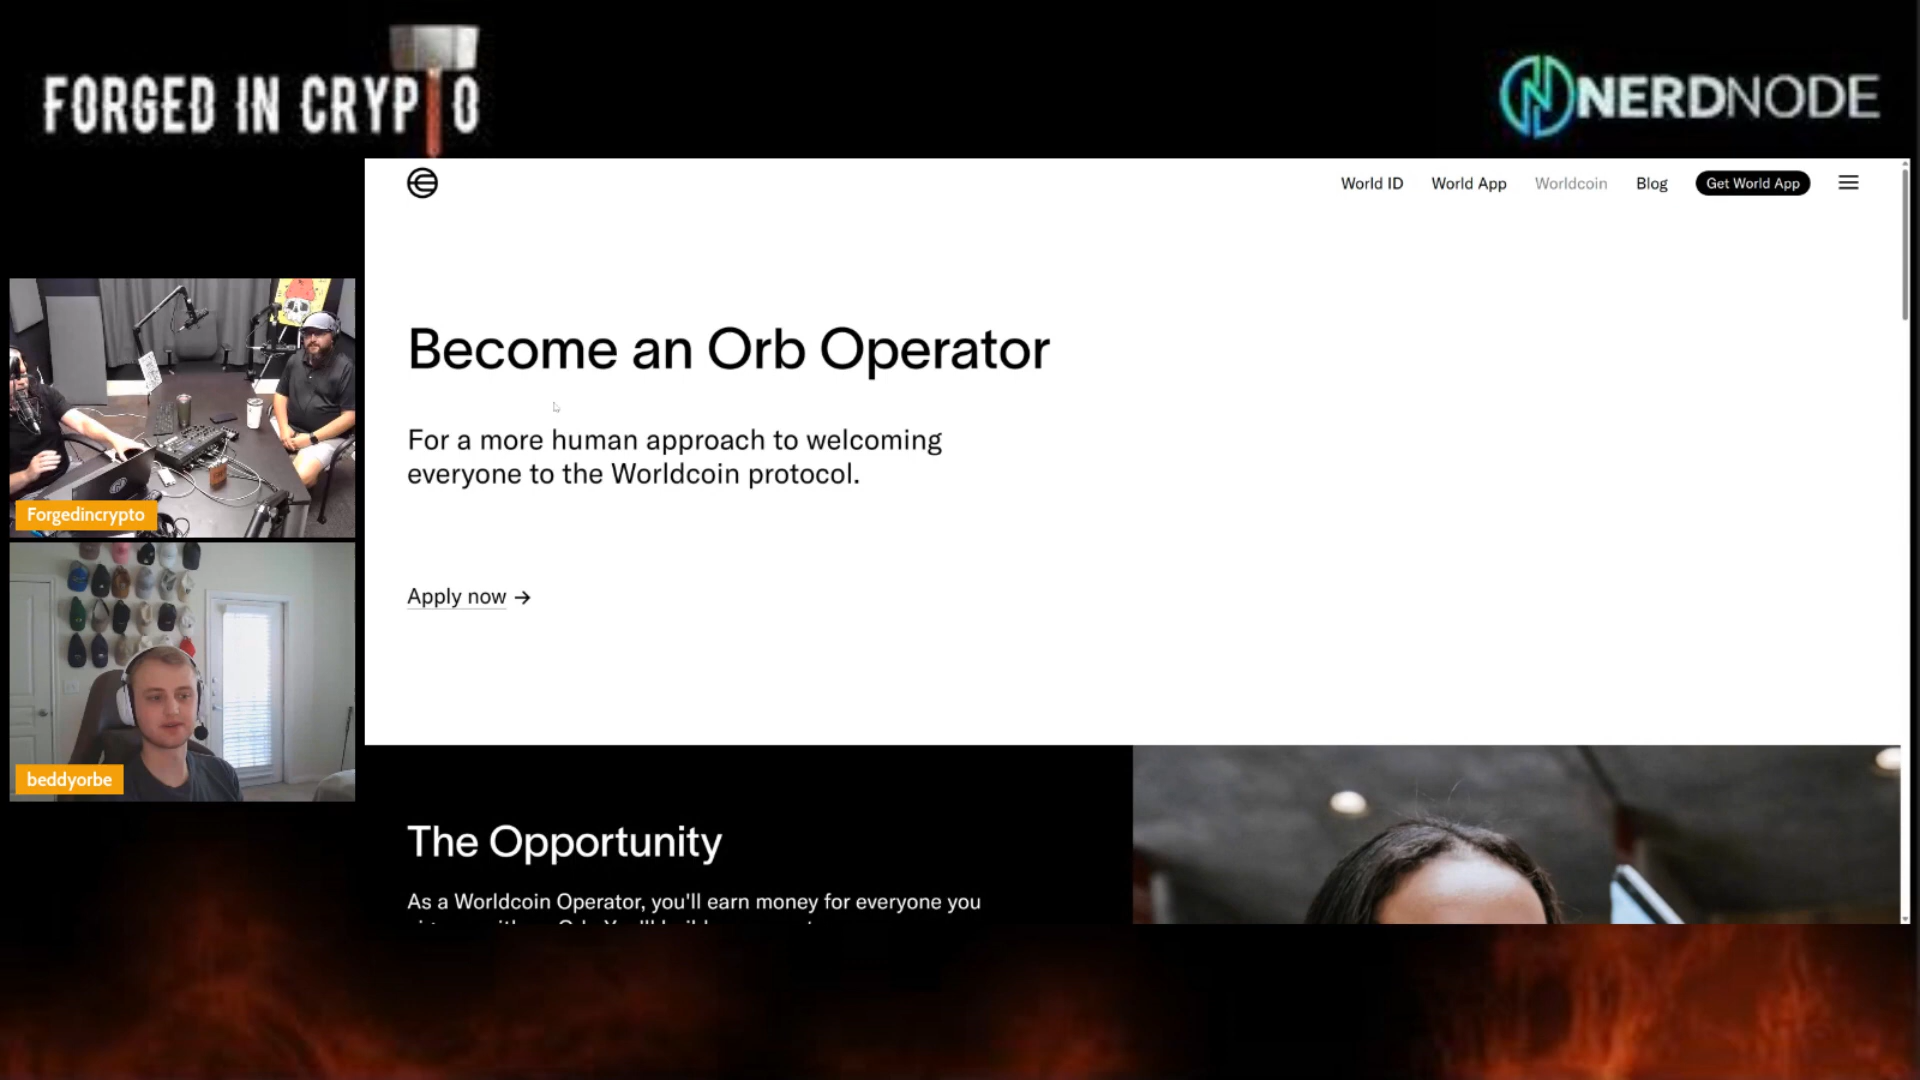 FORGED IN CRYPTO
NERDNODE
World ID
World App
Worldcoin
Blog
Get World App
Become an Orb Operator
For a more human approach to welcoming
everyone to the Worldcoin protocol.
Apply now →
Forgedincrypto
beddyorbe
The Opportunity
As a Worldcoin Operator, you'll earn money for everyone you